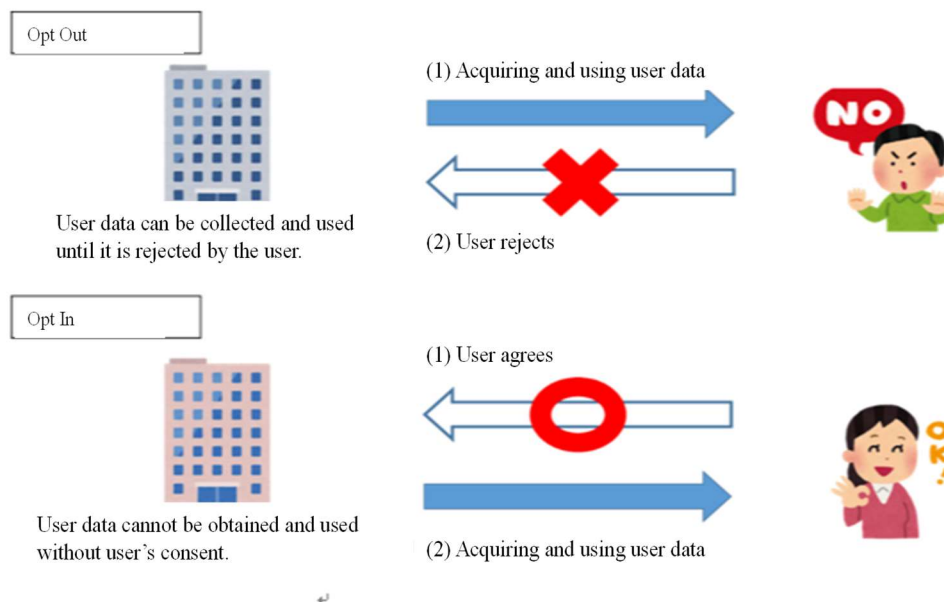 Opt Out
(1) Acquiring and using user data
NO
User data can be collected and used
until it is rejected by the user.
(2) User rejects
Opt In
(1) User agrees
O
K
!
User data cannot be obtained and used
without user’s consent.
(2) Acquiring and using user data